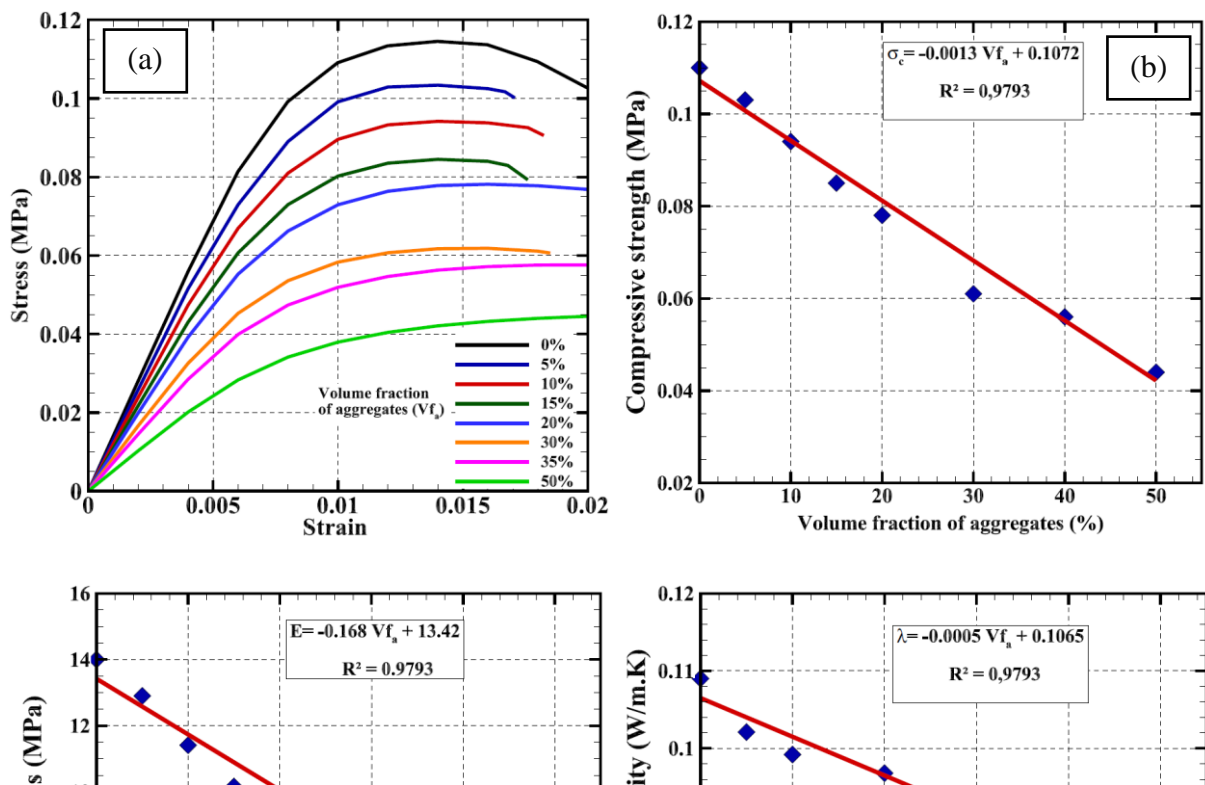 (a)
0.12
0.1
0.08
0.06
0.04
0.02
0
Stress (MPa)
0
0.005
0.01
0.015
0.02
Strain
Volume fraction
of aggregates (Vfa)
0%
5%
10%
15%
20%
30%
35%
50%
(b)
0.12
0.1
0.08
0.06
0.04
0.02
Compressive strength (MPa)
σc= -0.0013 Vfa + 0.1072
R² = 0,9793
0
10
20
30
40
50
Volume fraction of aggregates (%)
16
14
12
s (MPa)
E= -0.168 Vfa + 13.42
R² = 0.9793
0.12
0.11
0.1
ity (W/m.K)
λ= -0.0005 Vfa + 0.1065
R² = 0,9793